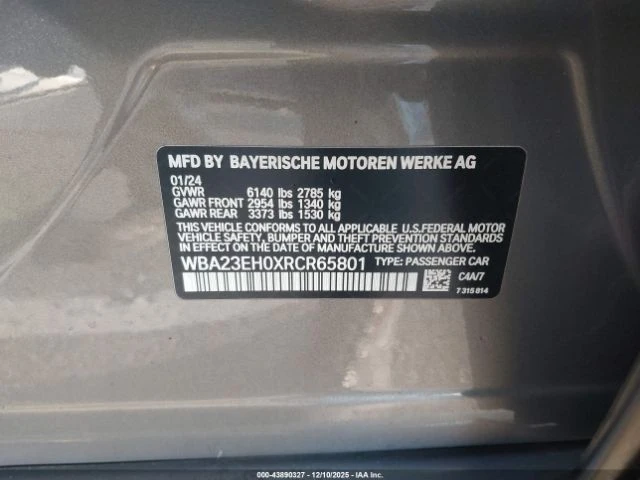 MFD BY BAYERISCHE MOTOREN WERKE AG
01/24
GVWR 6140 lbs 2785 kg
GAWR FRONT 2954 lbs 1340 kg
GAWR REAR 3373 lbs 1530 kg
THIS VEHICLE CONFORMS TO ALL APPLICABLE U.S.FEDERAL MOTOR
VEHICLE SAFETY, BUMPER, AND THEFT PREVENTION STANDARDS
IN EFFECT ON THE DATE OF MANUFACTURE SHOWN ABOVE.
WBA23EH0XRCR65801 TYPE: PASSENGER CAR
C4A/7
7 315 814
000-43890327 - 12/10/2025 - IAA, Inc.